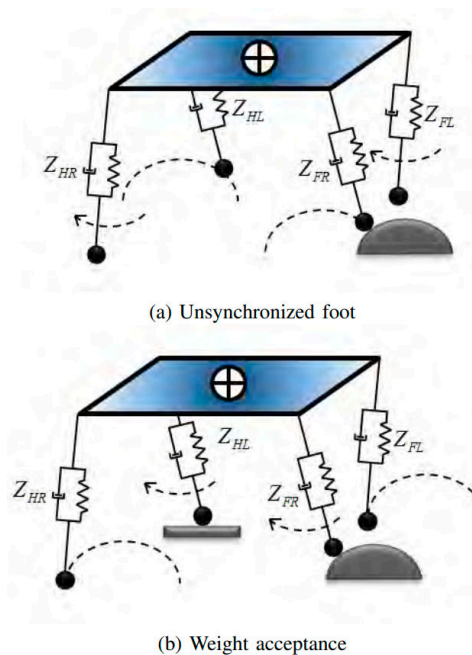 Z_HL
Z_FL
Z_HR
Z_FR
(a) Unsynchronized foot
Z_HL
Z_FL
Z_HR
Z_FR
(b) Weight acceptance